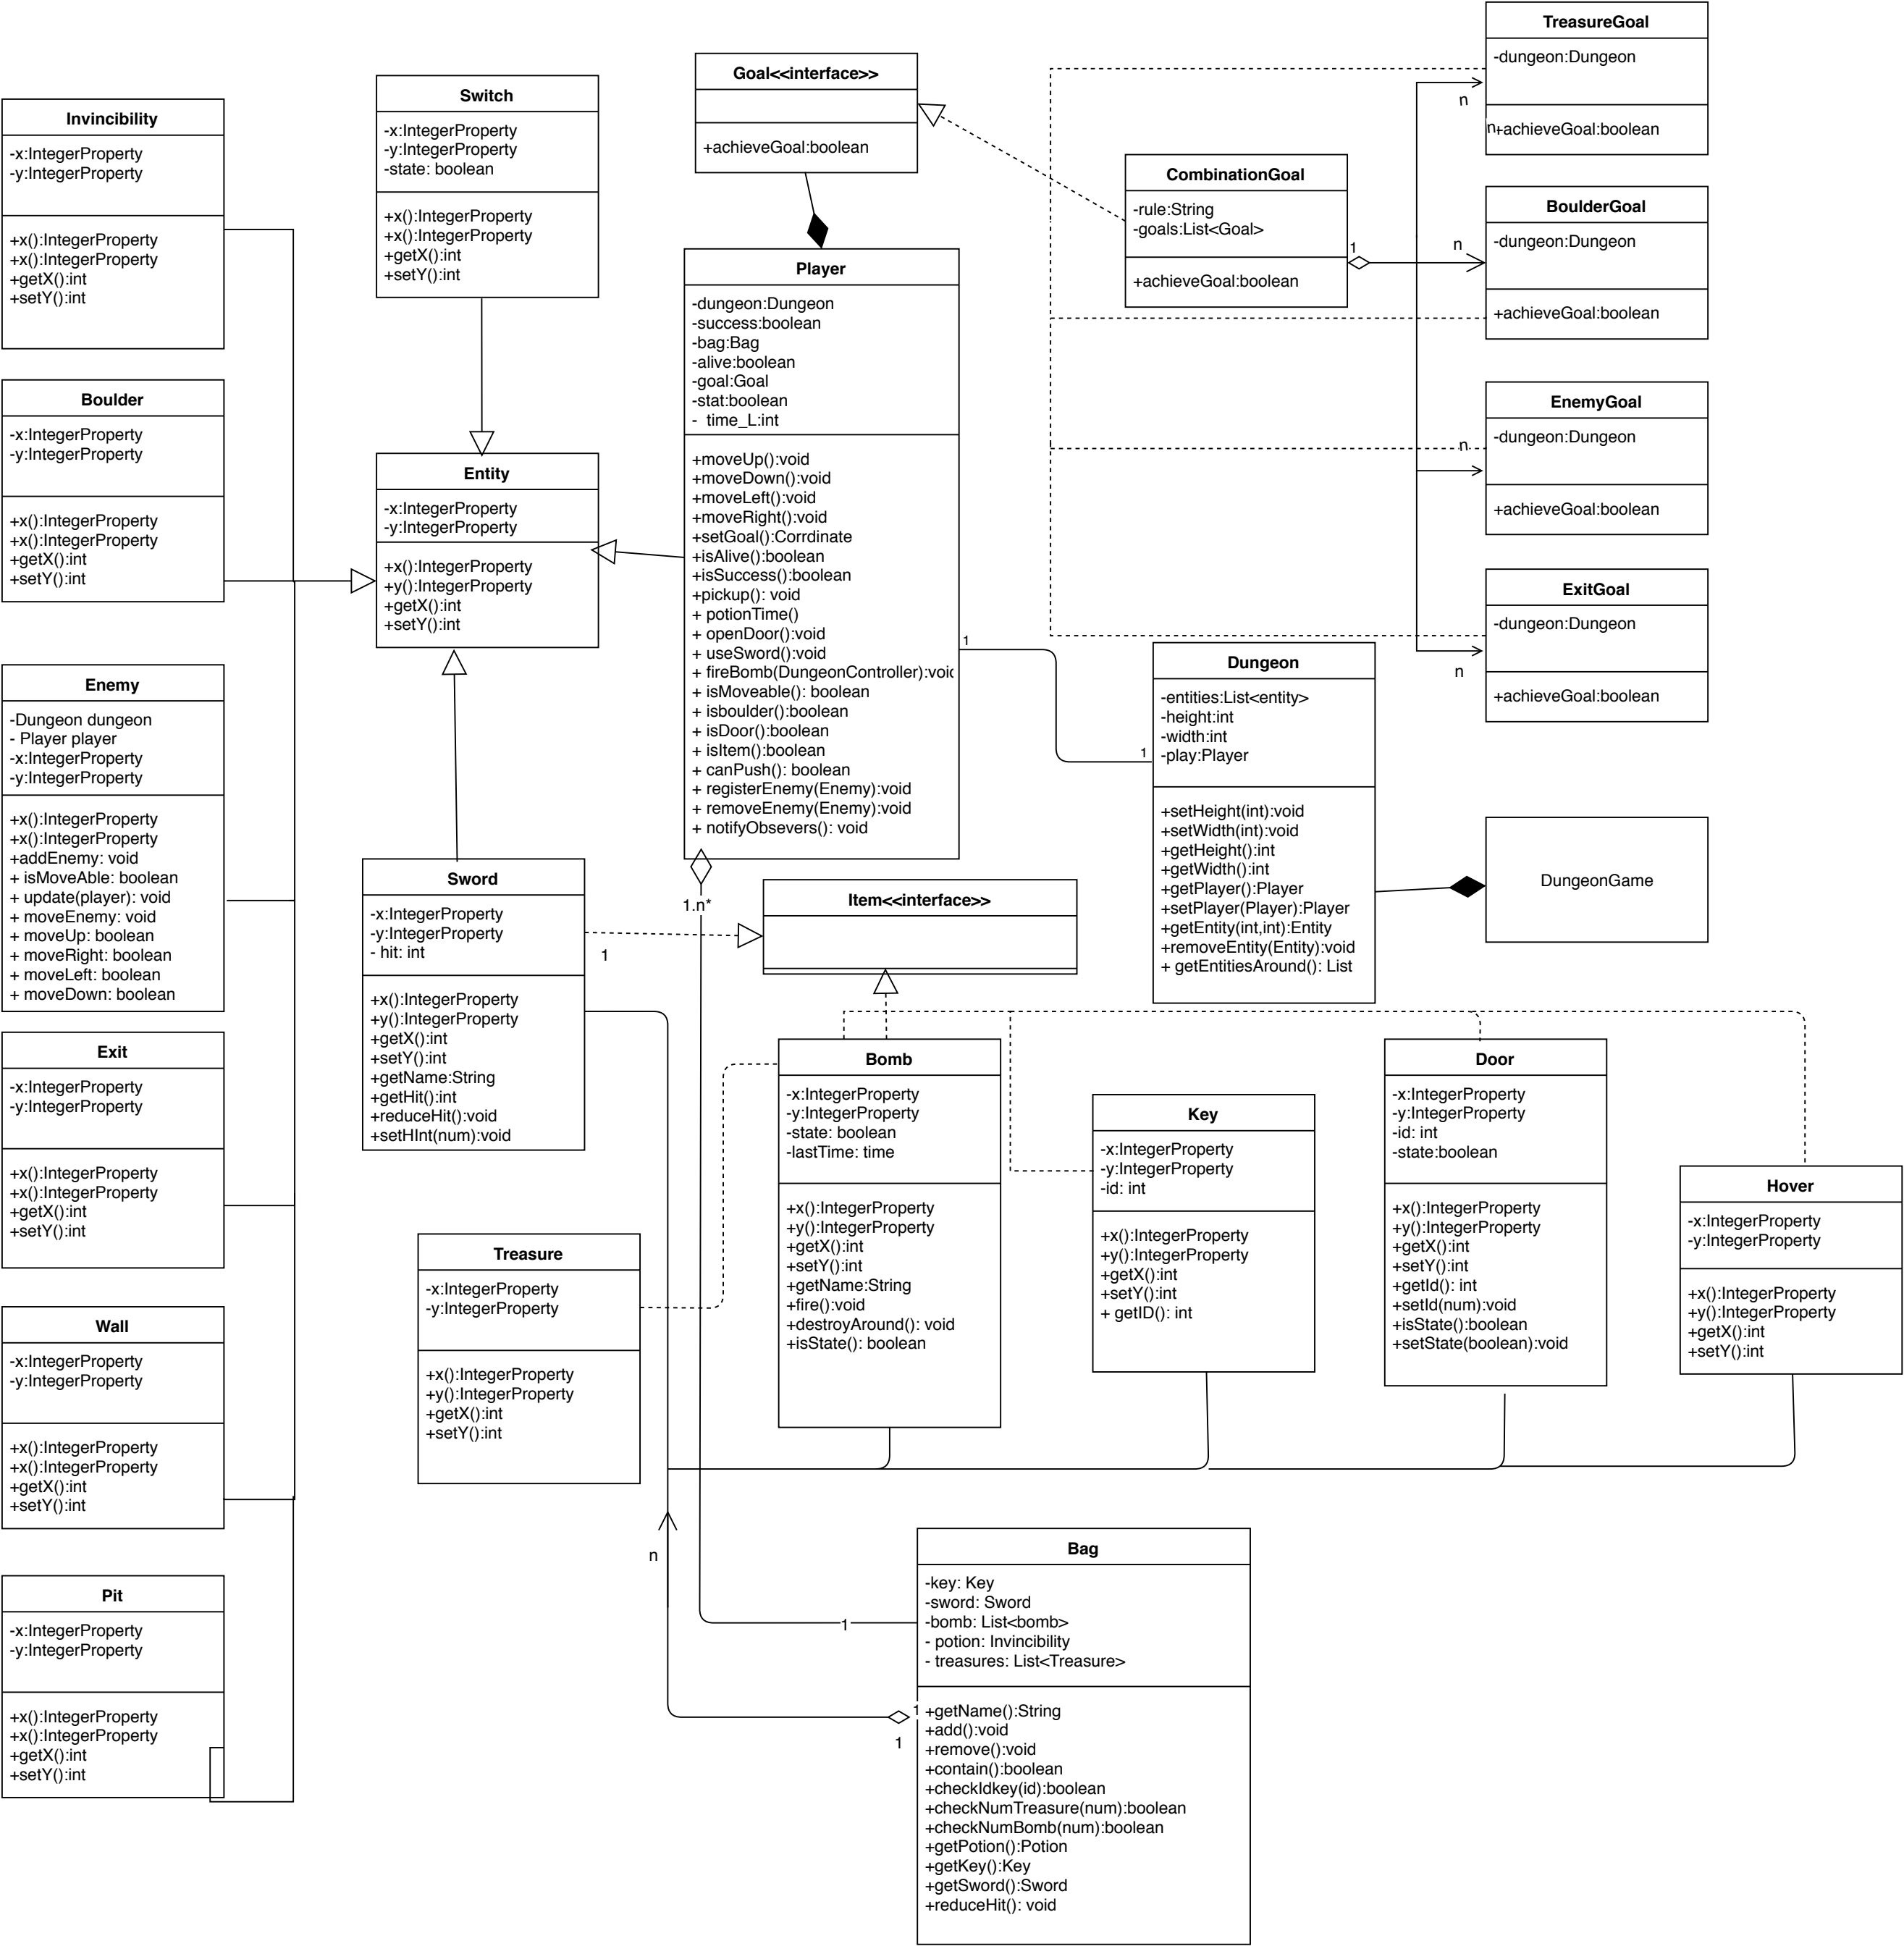 Invincibility
-x:IntegerProperty
-y:IntegerProperty
+x():IntegerProperty
+x():IntegerProperty
+getX():int
+setY():int
Boulder
-x:IntegerProperty
-y:IntegerProperty
+x():IntegerProperty
+x():IntegerProperty
+getX():int
+setY():int
Enemy
-Dungeon dungeon
- Player player
-x:IntegerProperty
-y:IntegerProperty
+x():IntegerProperty
+x():IntegerProperty
+addEnemy: void
+ isMoveAble: boolean
+ update(player): void
+ moveEnemy: void
+ moveUp: boolean
+ moveRight: boolean
+ moveLeft: boolean
+ moveDown: boolean
Exit
-x:IntegerProperty
-y:IntegerProperty
+x():IntegerProperty
+x():IntegerProperty
+getX():int
+setY():int
Wall
-x:IntegerProperty
-y:IntegerProperty
+x():IntegerProperty
+x():IntegerProperty
+getX():int
+setY():int
Pit
-x:IntegerProperty
-y:IntegerProperty
+x():IntegerProperty
+x():IntegerProperty
+getX():int
+setY():int
Switch
-x:IntegerProperty
-y:IntegerProperty
-state: boolean
+x():IntegerProperty
+x():IntegerProperty
+getX():int
+setY():int
Entity
-x:IntegerProperty
-y:IntegerProperty
+x():IntegerProperty
+y():IntegerProperty
+getX():int
+setY():int
Sword
-x:IntegerProperty
-y:IntegerProperty
- hit: int
+x():IntegerProperty
+y():IntegerProperty
+getX():int
+setY():int
+getName:String
+getHit():int
+reduceHit():void
+setHInt(num):void
1
Treasure
-x:IntegerProperty
-y:IntegerProperty
+x():IntegerProperty
+y():IntegerProperty
+getX():int
+setY():int
n
Goal<<interface>>
+achieveGoal:boolean
Player
-dungeon:Dungeon
-success:boolean
-bag:Bag
-alive:boolean
-goal:Goal
-stat:boolean
- time_L:int
+moveUp():void
+moveDown():void
+moveLeft():void
+moveRight():void
+setGoal():Corrdinate
+isAlive():boolean
+isSuccess():boolean
+pickup(): void
+ potionTime()
+ openDoor():void
+ useSword():void
+ fireBomb(DungeonController):voic
+ isMoveable(): boolean
+ isboulder():boolean
+ isDoor():boolean
+ isItem():boolean
+ canPush(): boolean
+ registerEnemy(Enemy):void
+ removeEnemy(Enemy):void
+ notifyObsevers(): void
1
1
1.n*
Item<<interface>>
CombinationGoal
-rule:String
-goals:List<Goal>
+achieveGoal:boolean
1
n
TreasureGoal
-dungeon:Dungeon
n
n
+achieveGoal:boolean
BoulderGoal
-dungeon:Dungeon
+achieveGoal:boolean
EnemyGoal
-dungeon:Dungeon
n
+achieveGoal:boolean
ExitGoal
-dungeon:Dungeon
n
+achieveGoal:boolean
Dungeon
-entities:List<entity>
-height:int
-width:int
-play:Player
+setHeight(int):void
+setWidth(int):void
+getHeight():int
+getWidth():int
+getPlayer():Player
+setPlayer(Player):Player
+getEntity(int,int):Entity
+removeEntity(Entity):void
+ getEntitiesAround(): List
DungeonGame
Bomb
-x:IntegerProperty
-y:IntegerProperty
-state: boolean
-lastTime: time
+x():IntegerProperty
+y():IntegerProperty
+getX():int
+setY():int
+getName:String
+fire():void
+destroyAround(): void
+isState(): boolean
Key
-x:IntegerProperty
-y:IntegerProperty
-id: int
+x():IntegerProperty
+y():IntegerProperty
+getX():int
+setY():int
+ getID(): int
Door
-x:IntegerProperty
-y:IntegerProperty
-id: int
-state:boolean
+x():IntegerProperty
+y():IntegerProperty
+getX():int
+setY():int
+getId(): int
+setId(num):void
+isState():boolean
+setState(boolean):void
Hover
-x:IntegerProperty
-y:IntegerProperty
+x():IntegerProperty
+y():IntegerProperty
+getX():int
+setY():int
Bag
-key: Key
-sword: Sword
-bomb: List<bomb>
- potion: Invincibility
- treasures: List<Treasure>
+getName():String
+add():void
+remove():void
+contain():boolean
+checkIdkey(id):boolean
+checkNumTreasure(num):boolean
+checkNumBomb(num):boolean
+getPotion():Potion
+getKey():Key
+getSword():Sword
+reduceHit(): void
1
1
1